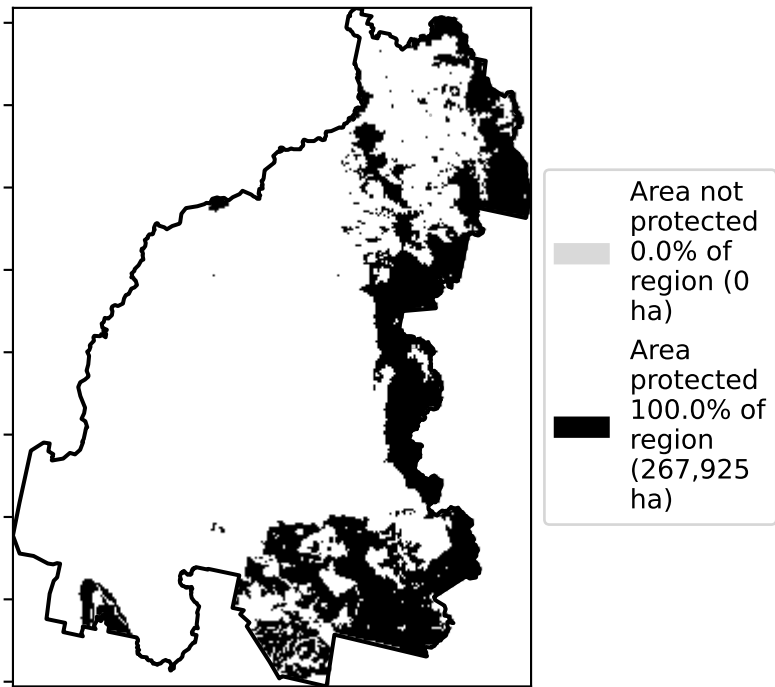 Area not
protected
0.0% of
region (0
ha)
Area
protected
100.0% of
region
(267,925
ha)